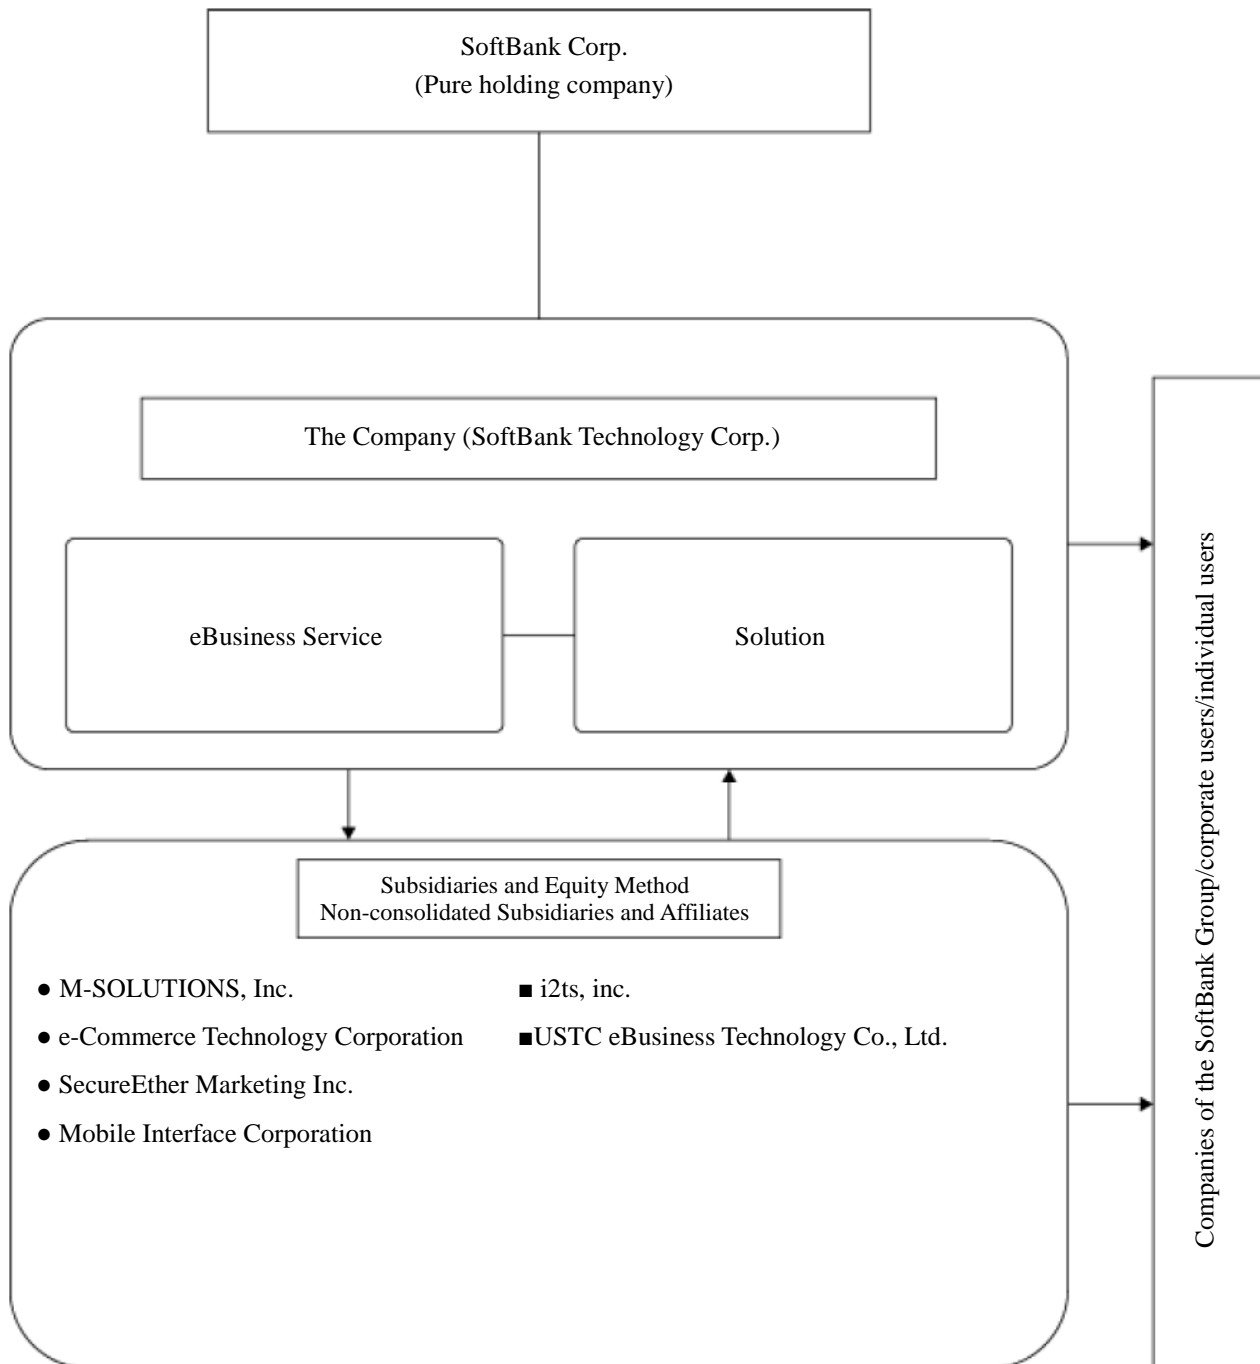 SoftBank Corp.
(Pure holding company)
The Company (SoftBank Technology Corp.)
eBusiness Service
Solution
Companies of the SoftBank Group/corporate users/individual users
Subsidiaries and Equity Method
Non-consolidated Subsidiaries and Affiliates
● M-SOLUTIONS, Inc.
● e-Commerce Technology Corporation
● SecureEther Marketing Inc.
● Mobile Interface Corporation
■ i2ts, inc.
■USTC eBusiness Technology Co., Ltd.